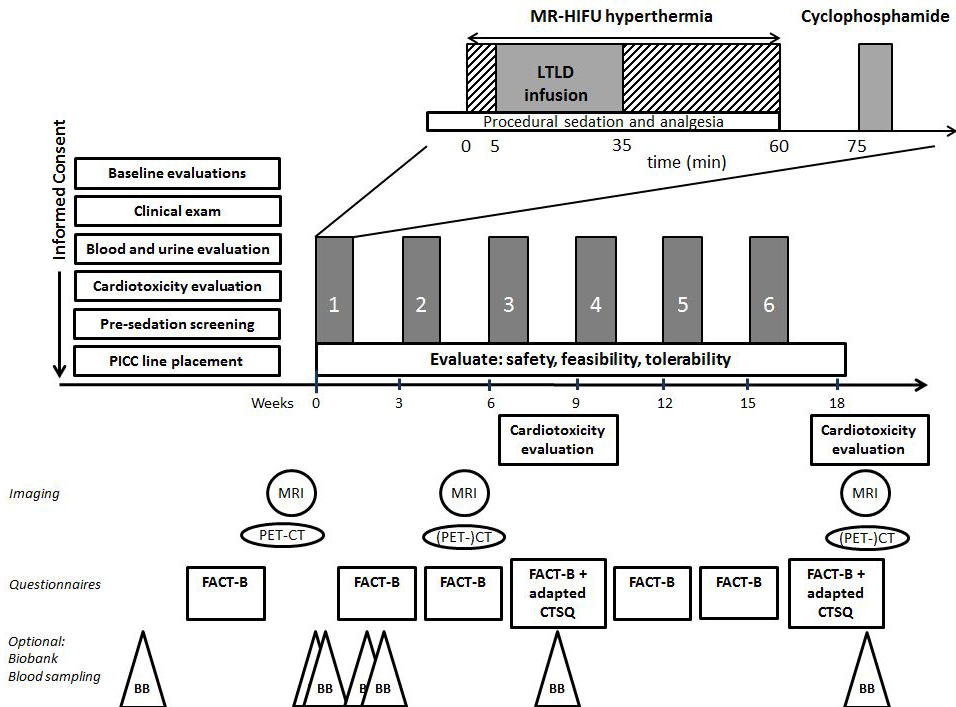 MR-HIFU hyperthermia
Cyclophosphamide
LTLD
infusion
Procedural sedation and analgesia
0 5 35 60 75
time (min)
Informed Consent
Baseline evaluations
Clinical exam
Blood and urine evaluation
Cardiotoxicity evaluation
Pre-sedation screening
PICC line placement
1 2 3 4 5 6
Evaluate: safety, feasibility, tolerability
Weeks 0 3 6 9 12 15 18
Cardiotoxicity
evaluation
Cardiotoxicity
evaluation
Imaging
MRI MRI MRI
PET-CT (PET-)CT (PET-)CT
Questionnaires
FACT-B
FACT-B
FACT-B
FACT-B +
adapted
CTSQ
FACT-B
FACT-B
FACT-B +
adapted
CTSQ
Optional:
Biobank
Blood sampling
BB BB BB BB BB